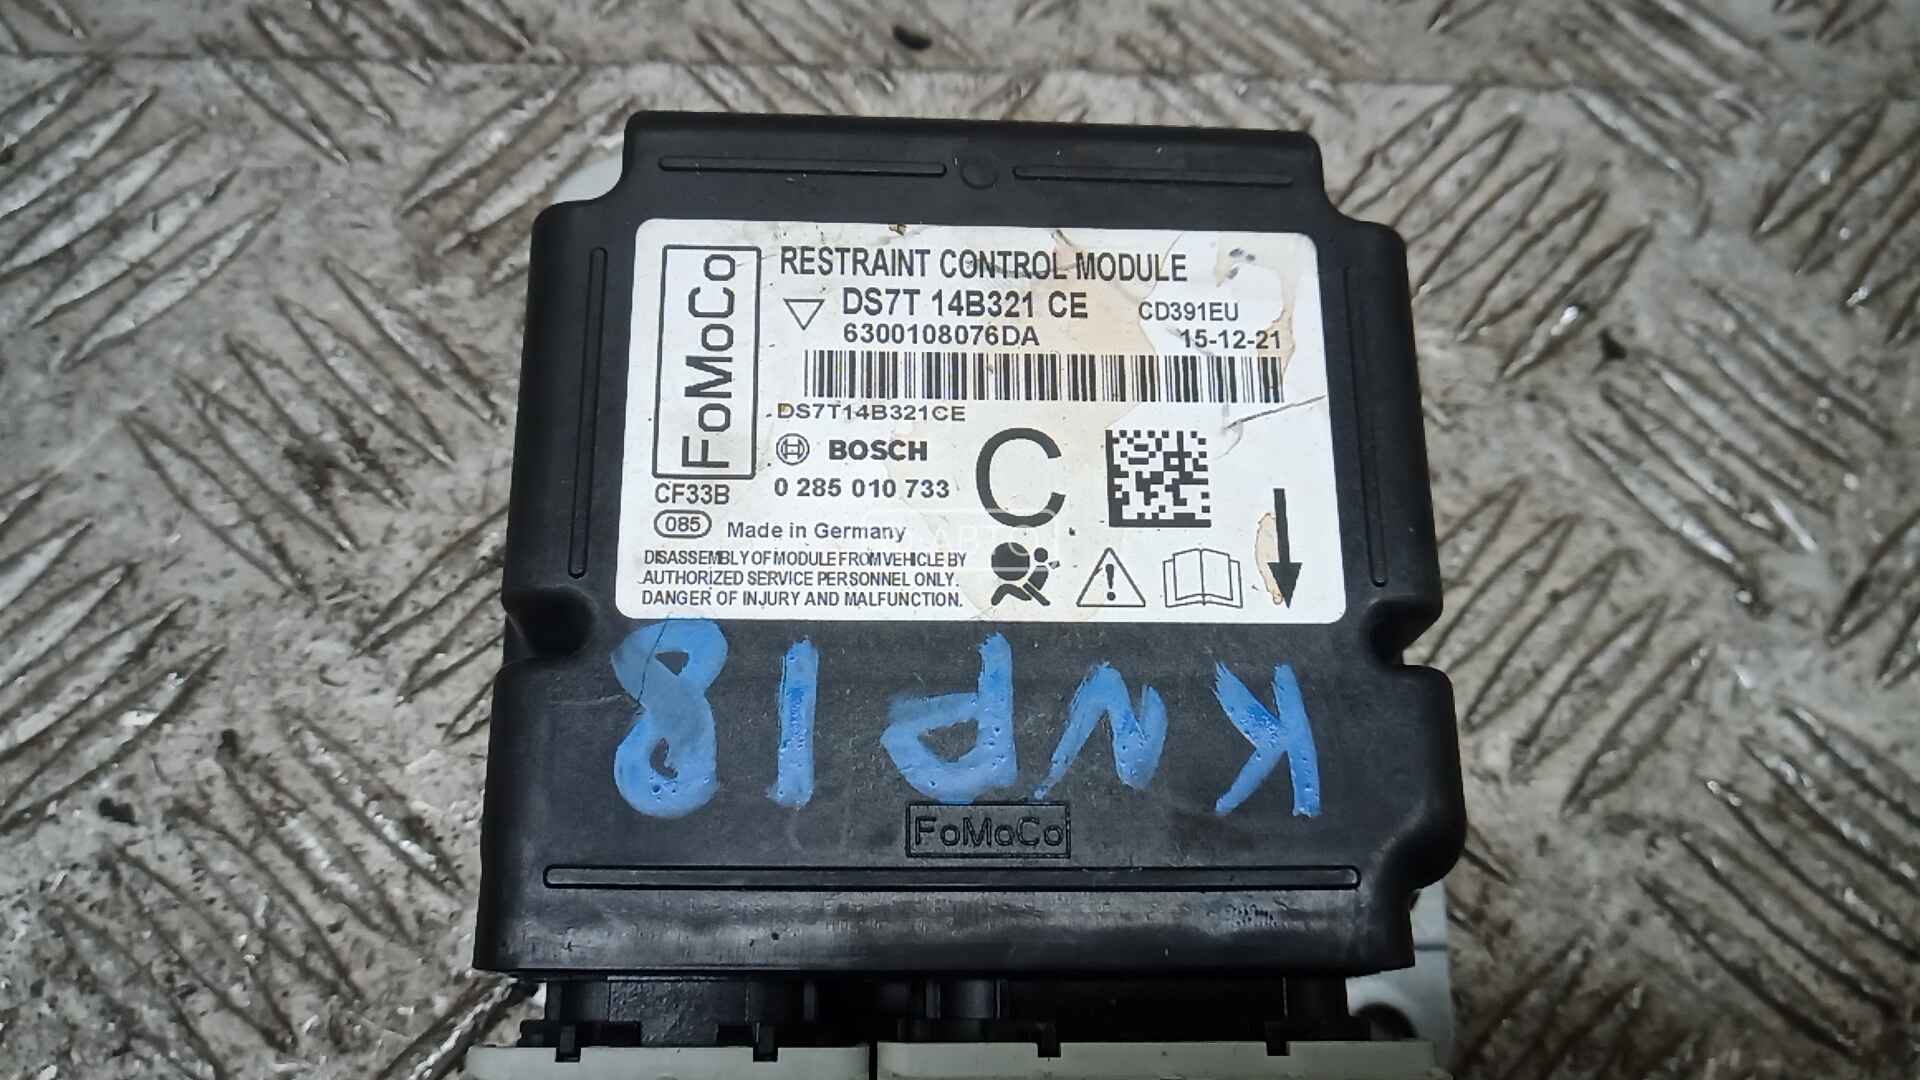 FoMoCo
RESTRAINT CONTROL MODULE
DS7T 14B321 CE CD391EU
6300108076DA 15-12-21
DS7T14B321CE
BOSCH
C
CF33B
0 285 010 733
085
Made in Germany
DISASSEMBLY OF MODULE FROM VEHICLE BY
AUTHORIZED SERVICE PERSONNEL ONLY.
DANGER OF INJURY AND MALFUNCTION.
KNP18
FoMoCo